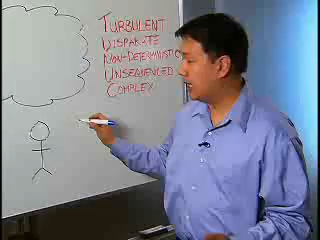 TURBULENT
DISPARATE
NON-DETERMINISTIC
UNSEQUENCED
COMPLEX